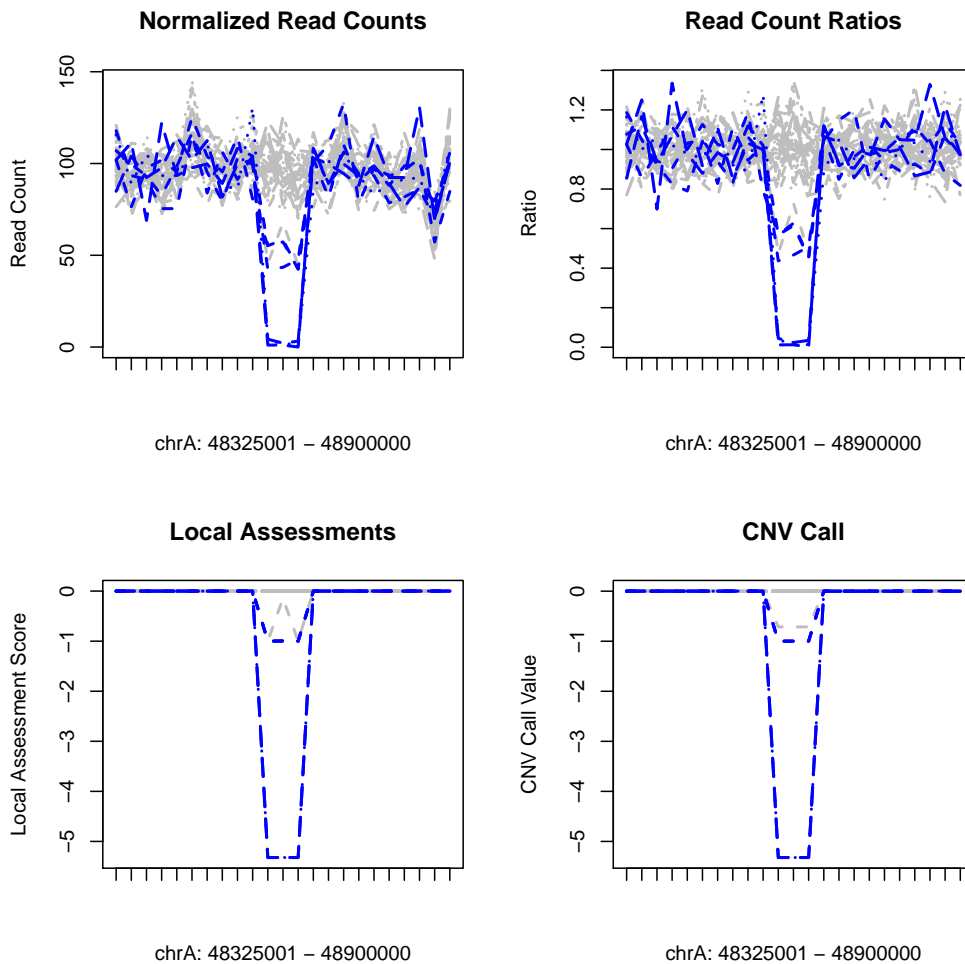 Normalized Read Counts
Read Count
150
100
50
0
chrA: 48325001 – 48900000
Read Count Ratios
Ratio
1.2
0.8
0.4
0.0
chrA: 48325001 – 48900000
Local Assessments
Local Assessment Score
0
−1
−2
−3
−4
−5
chrA: 48325001 – 48900000
CNV Call
CNV Call Value
0
−1
−2
−3
−4
−5
chrA: 48325001 – 48900000